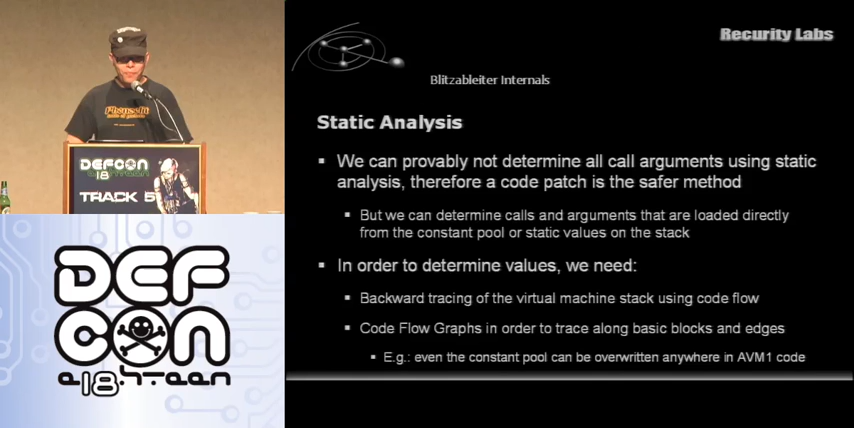 Recurity Labs
Blitzableiter Internals
Static Analysis
▪ We can provably not determine all call arguments using static
analysis, therefore a code patch is the safer method
▪ But we can determine calls and arguments that are loaded directly
from the constant pool or static values on the stack
▪ In order to determine values, we need:
▪ Backward tracing of the virtual machine stack using code flow
▪ Code Flow Graphs in order to trace along basic blocks and edges
▪ E.g.: even the constant pool can be overwritten anywhere in AVM1 code
DEFCON
18
TRACK 5
DEF
CON
e18hteen